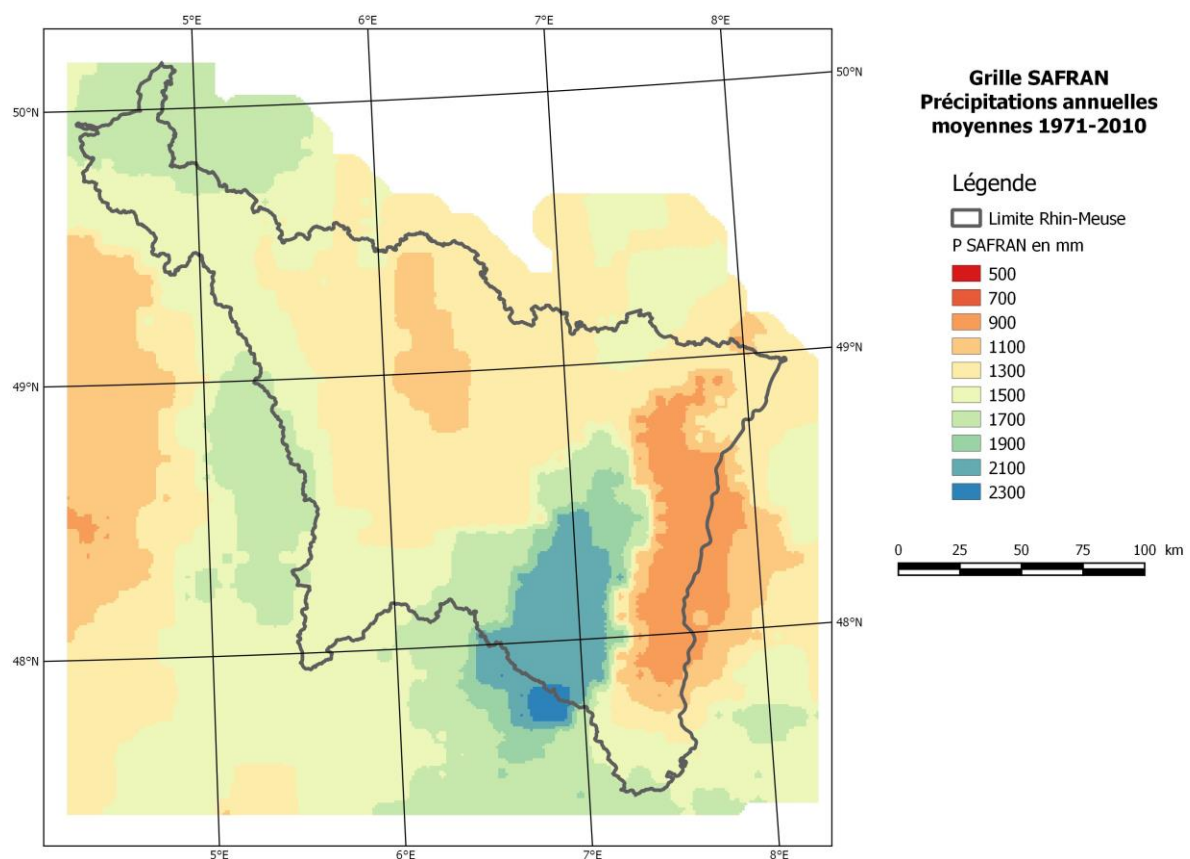 5°E 6°E 7°E 8°E
50°N
50°N
49°N
49°N
48°N
48°N
5°E 6°E 7°E 8°E
Grille SAFRAN
Précipitations annuelles
moyennes 1971-2010
Légende
Limite Rhin-Meuse
P SAFRAN en mm
500
700
900
1100
1300
1500
1700
1900
2100
2300
0 25 50 75 100 km